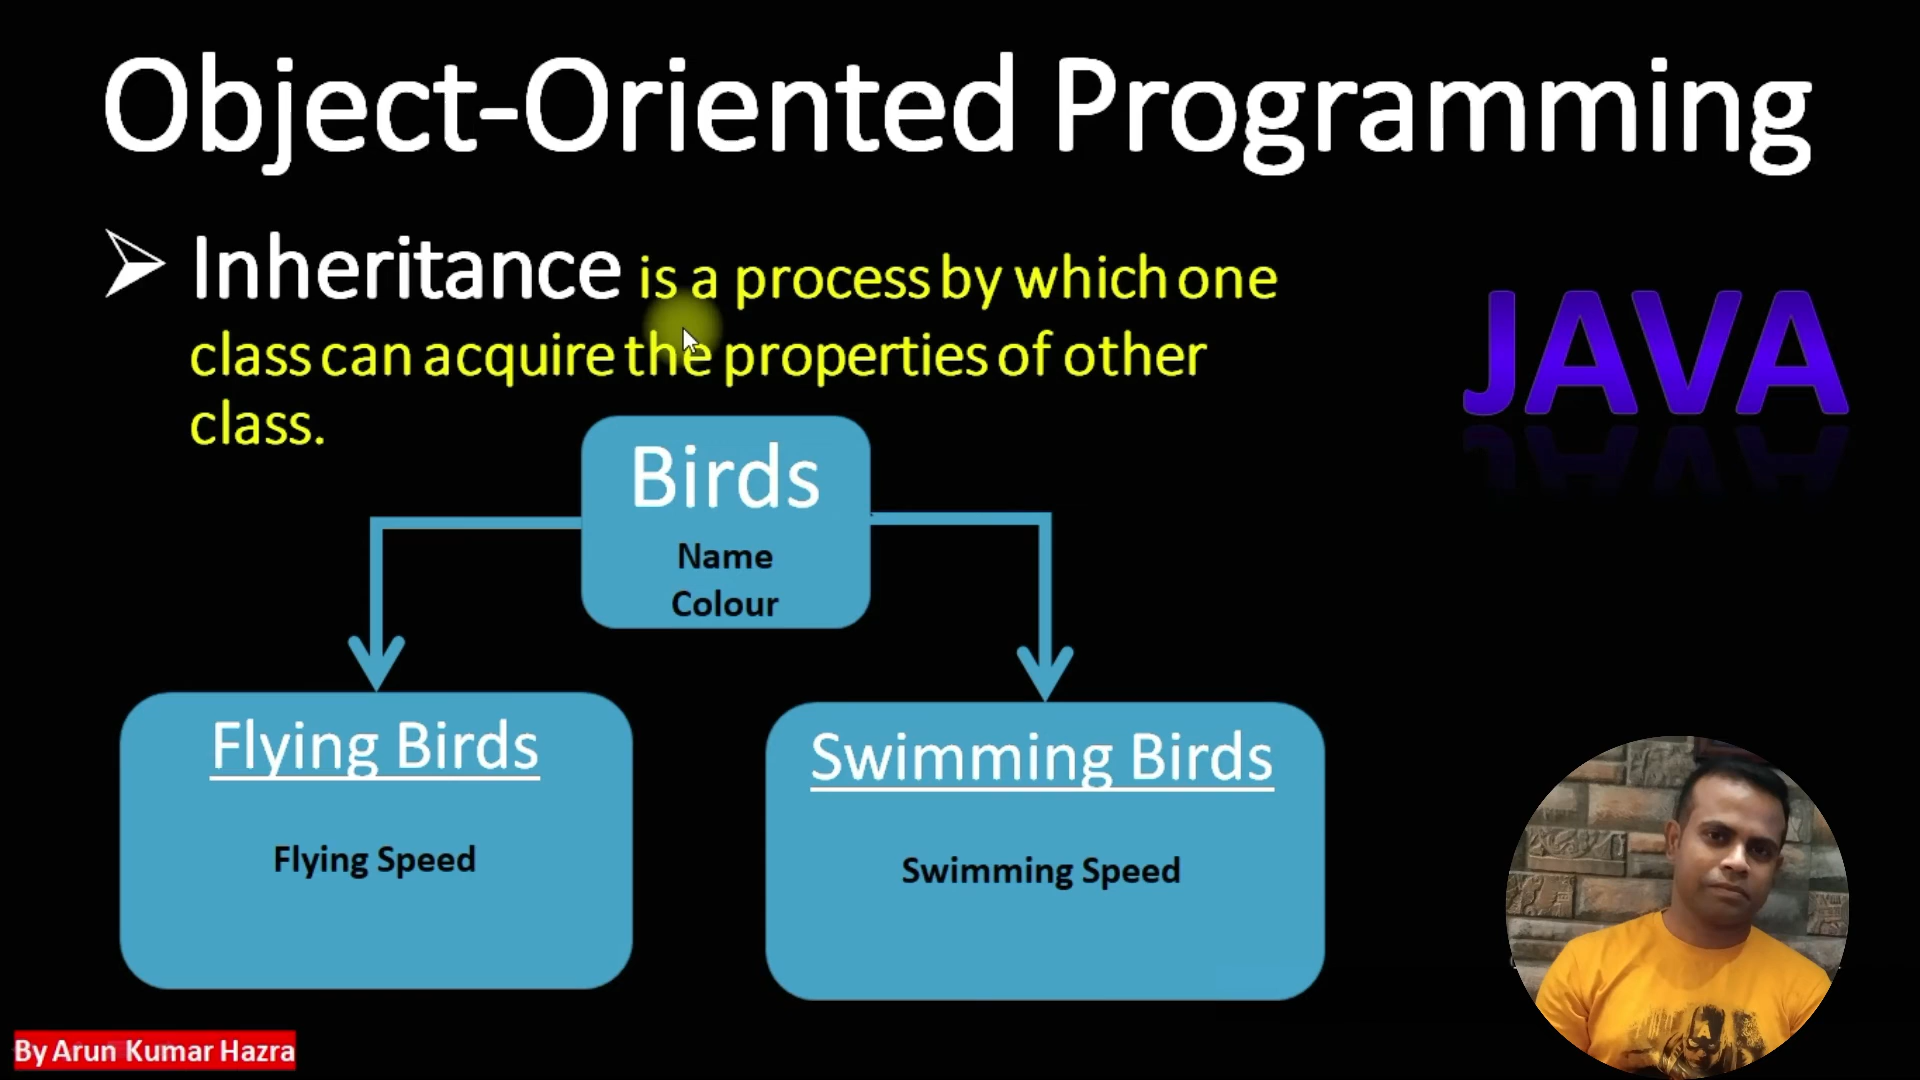 Object-Oriented Programming
Inheritance is a process by which one
class can acquire the properties of other
class.
JAVA
Birds
Name
Colour
Flying Birds
Flying Speed
Swimming Birds
Swimming Speed
By Arun Kumar Hazra